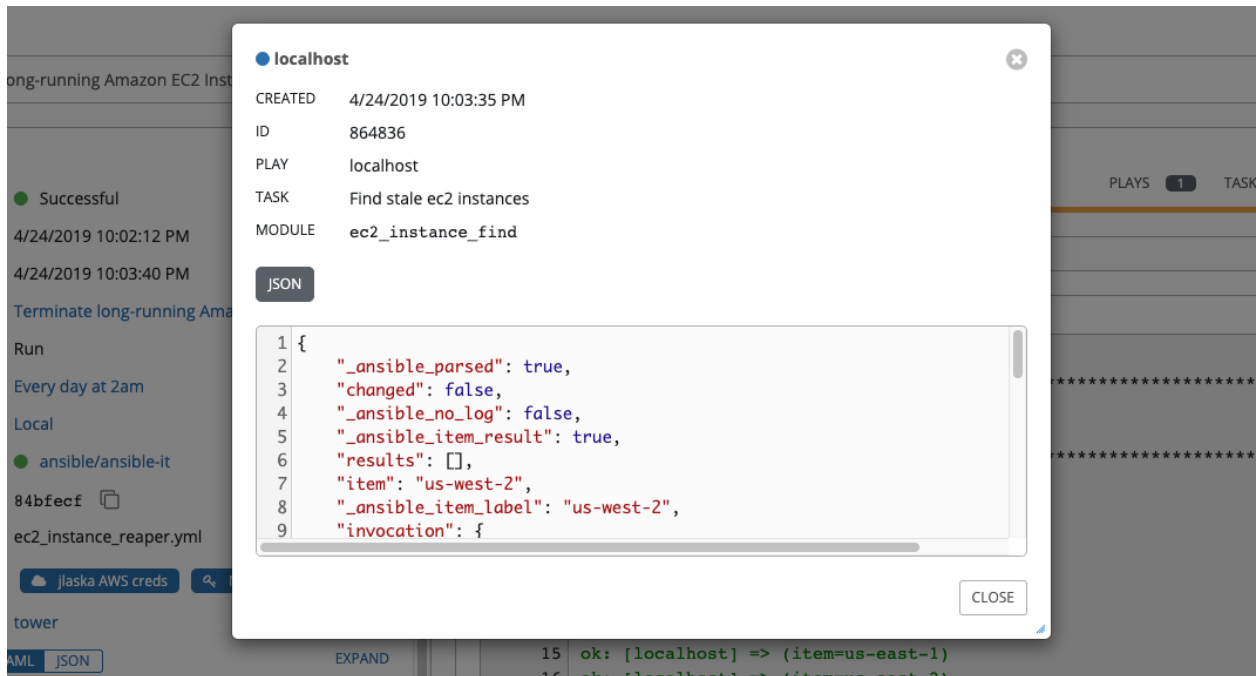 localhost
CREATED 4/24/2019 10:03:35 PM
ID 864836
PLAY localhost
TASK Find stale ec2 instances
MODULE ec2_instance_find
JSON
1 {
2 "_ansible_parsed": true,
3 "changed": false,
4 "_ansible_no_log": false,
5 "_ansible_item_result": true,
6 "results": [],
7 "item": "us-west-2",
8 "_ansible_item_label": "us-west-2",
9 "invocation": {
CLOSE
long-running Amazon EC2 Inst
Successful
4/24/2019 10:02:12 PM
4/24/2019 10:03:40 PM
Terminate long-running Ama
Run
Every day at 2am
Local
ansible/ansible-it
84bfecf
ec2_instance_reaper.yml
jlaska AWS creds
tower
AML JSON
EXPAND
PLAYS 1 TASK
*********************
*********************
15 ok: [localhost] => (item=us-east-1)